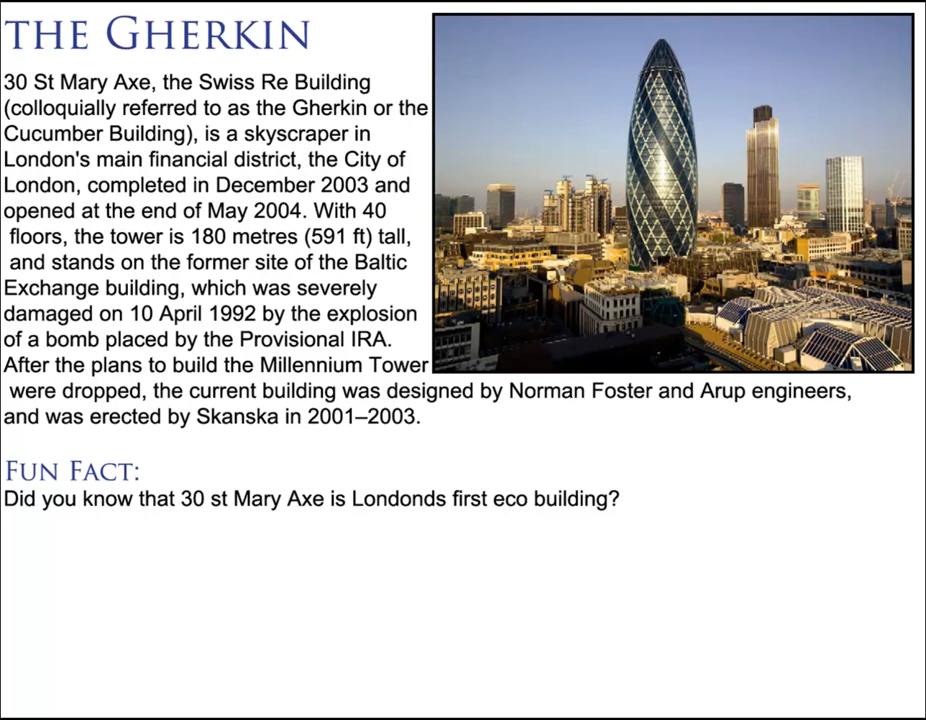 THE GHERKIN
30 St Mary Axe, the Swiss Re Building
(colloquially referred to as the Gherkin or the
Cucumber Building), is a skyscraper in
London's main financial district, the City of
London, completed in December 2003 and
opened at the end of May 2004. With 40
floors, the tower is 180 metres (591 ft) tall,
and stands on the former site of the Baltic
Exchange building, which was severely
damaged on 10 April 1992 by the explosion
of a bomb placed by the Provisional IRA.
After the plans to build the Millennium Tower
were dropped, the current building was designed by Norman Foster and Arup engineers,
and was erected by Skanska in 2001–2003.
FUN FACT:
Did you know that 30 st Mary Axe is Londonds first eco building?